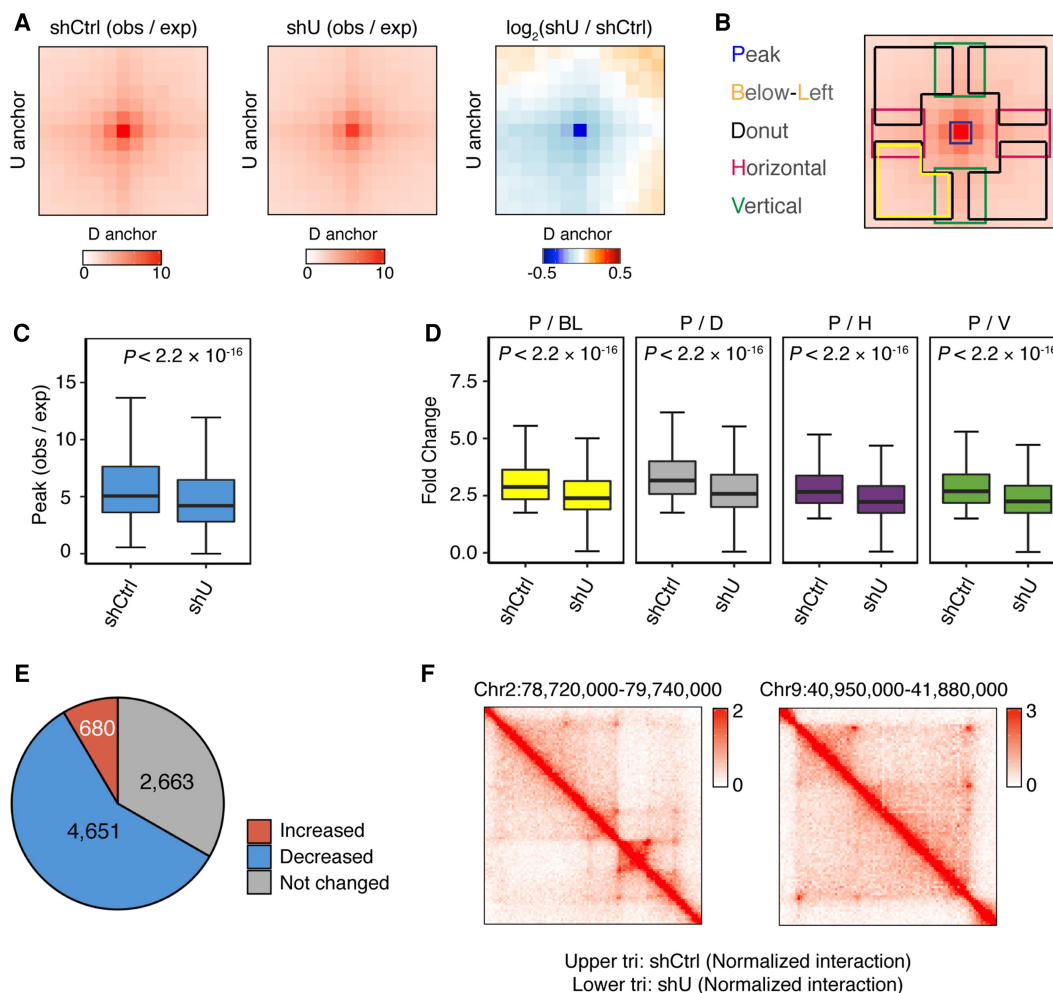 A
shCtrl (obs / exp)
shU (obs / exp)
log2(shU / shCtrl)
U anchor
U anchor
U anchor
D anchor
D anchor
D anchor
0
10
0
10
-0.5
0.5
B
Peak
Below-Left
Donut
Horizontal
Vertical
C
P < 2.2 × 10-16
Peak (obs / exp)
15
10
5
0
shCtrl
shU
D
P / BL
P / D
P / H
P / V
P < 2.2 × 10-16
P < 2.2 × 10-16
P < 2.2 × 10-16
P < 2.2 × 10-16
Fold Change
7.5
5.0
2.5
0.0
shCtrl
shU
shCtrl
shU
shCtrl
shU
shCtrl
shU
E
680
2,663
4,651
Increased
Decreased
Not changed
F
Chr2:78,720,000-79,740,000
Chr9:40,950,000-41,880,000
2
0
3
0
Upper tri: shCtrl (Normalized interaction)
Lower tri: shU (Normalized interaction)